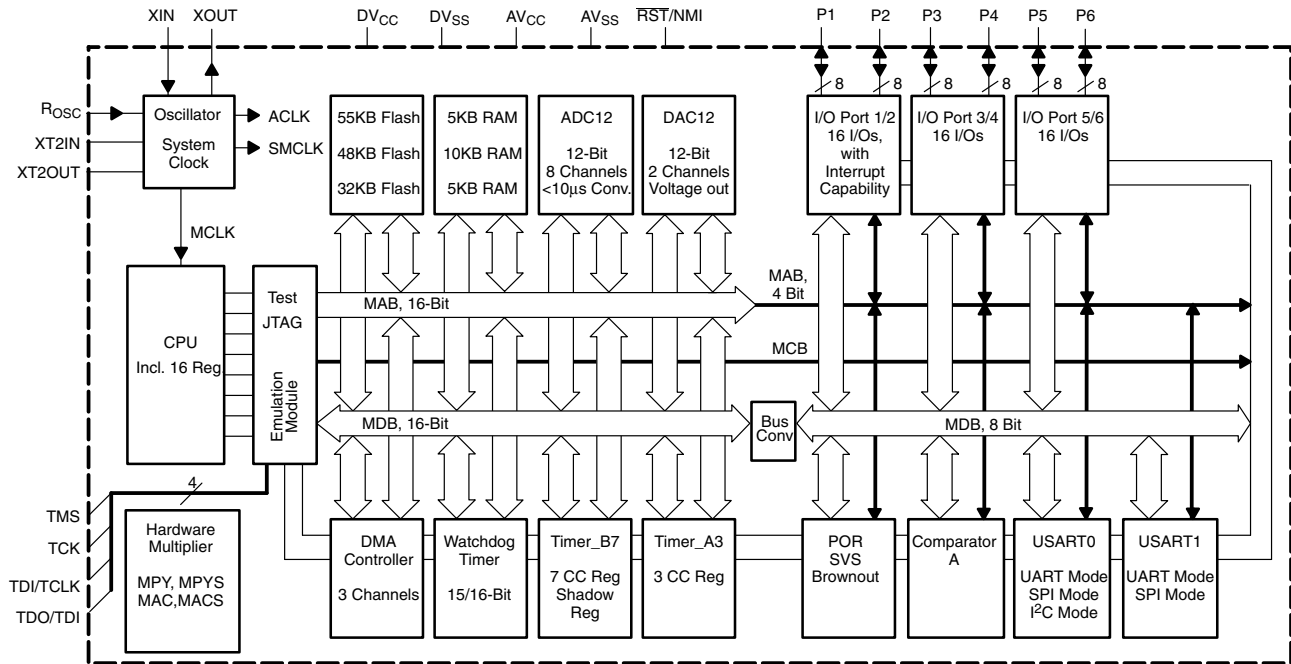 XIN XOUT DVCC DVSS AVCC AVSS RST/NMI P1 P2 P3 P4 P5 P6
8 8 8 8 8 8
ROSC
XT2IN
XT2OUT
Oscillator
System
Clock
ACLK
SMCLK
MCLK
55KB Flash
48KB Flash
32KB Flash
5KB RAM
10KB RAM
5KB RAM
ADC12
12-Bit
8 Channels
<10µs Conv.
DAC12
12-Bit
2 Channels
Voltage out
I/O Port 1/2
16 I/Os,
with
Interrupt
Capability
I/O Port 3/4
16 I/Os
I/O Port 5/6
16 I/Os
CPU
Incl. 16 Reg.
Test
JTAG
Emulation
Module
MAB, 16-Bit
MAB,
4 Bit
MCB
MDB, 16-Bit
Bus
Conv
MDB, 8 Bit
4
TMS
TCK
TDI/TCLK
TDO/TDI
Hardware
Multiplier
MPY, MPYS
MAC,MACS
DMA
Controller
3 Channels
Watchdog
Timer
15/16-Bit
Timer_B7
7 CC Reg
Shadow
Reg
Timer_A3
3 CC Reg
POR
SVS
Brownout
Comparator
A
USART0
UART Mode
SPI Mode
I²C Mode
USART1
UART Mode
SPI Mode